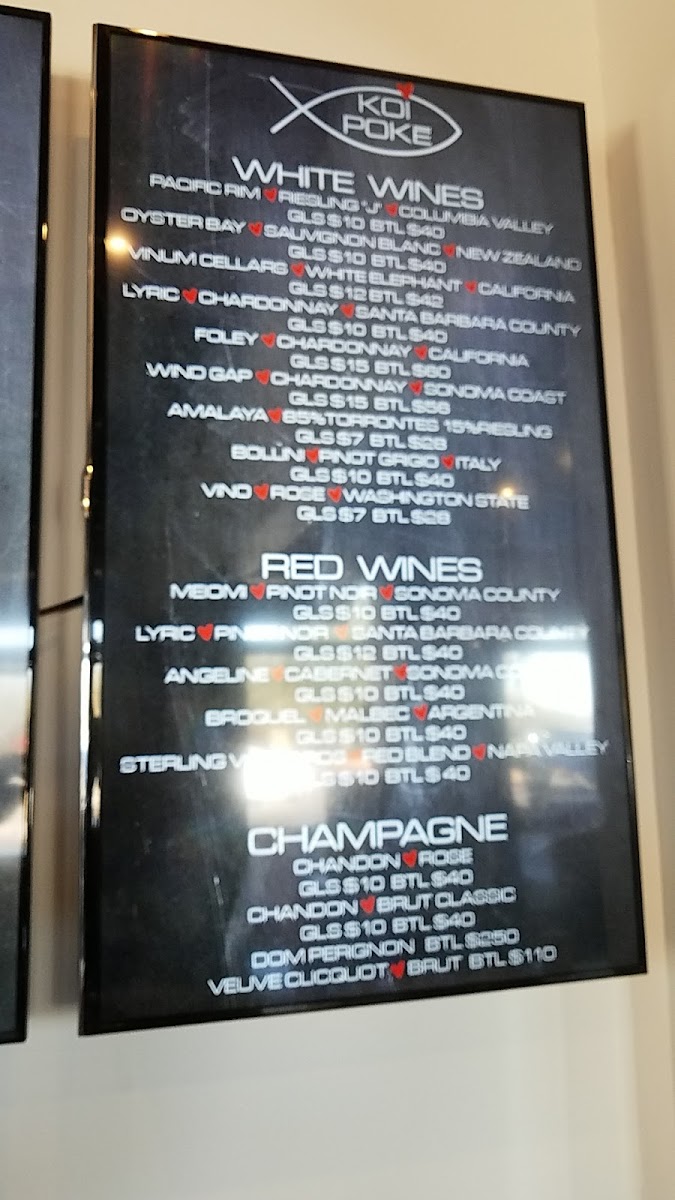 KOI
POKE
WHITE WINES
PACIFIC RIM RIESLING "J" COLUMBIA VALLEY
GLS $10 BTL $40
OYSTER BAY SAUVIGNON BLANC NEW ZEALAND
GLS $10 BTL $40
VINUM CELLARS WHITE ELEPHANT CALIFORNIA
GLS $12 BTL $42
LYRIC CHARDONNAY SANTA BARBARA COUNTY
GLS $10 BTL $40
FOLEY CHARDONNAY CALIFORNIA
GLS $15 BTL $60
WIND GAP CHARDONNAY SONOMA COAST
GLS $15 BTL $56
AMALAYA 85% TORRONTES 15% RIESLING
GLS $7 BTL $28
BOLLINI PINOT GRIGIO ITALY
GLS $10 BTL $40
VINO ROSE WASHINGTON STATE
GLS $7 BTL $28
RED WINES
MEOMI PINOT NOIR SONOMA COUNTY
GLS $10 BTL $40
LYRIC PINOT NOIR SANTA BARBARA COUNTY
GLS $12 BTL $40
ANGELINE CABERNET SONOMA
GLS $10 BTL $40
BROQUEL MALBEC ARGENTINA
GLS $10 BTL $40
STERLING RED BLEND NAPA VALLEY
GLS $10 BTL $40
CHAMPAGNE
CHANDON ROSE
GLS $10 BTL $40
CHANDON BRUT CLASSIC
GLS $10 BTL $40
DOM PERIGNON BTL $250
VEUVE CLICQUOT BRUT BTL $110